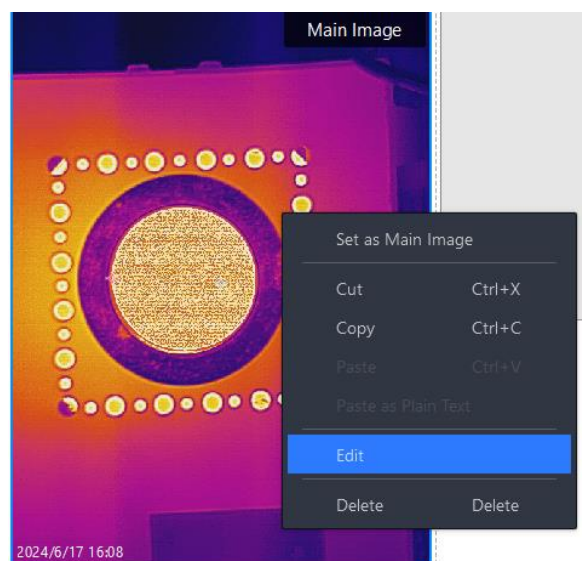 Main Image
Set as Main Image
Cut Ctrl+X
Copy Ctrl+C
Paste Ctrl+V
Paste as Plain Text
Edit
Delete Delete
2024/6/17 16:08